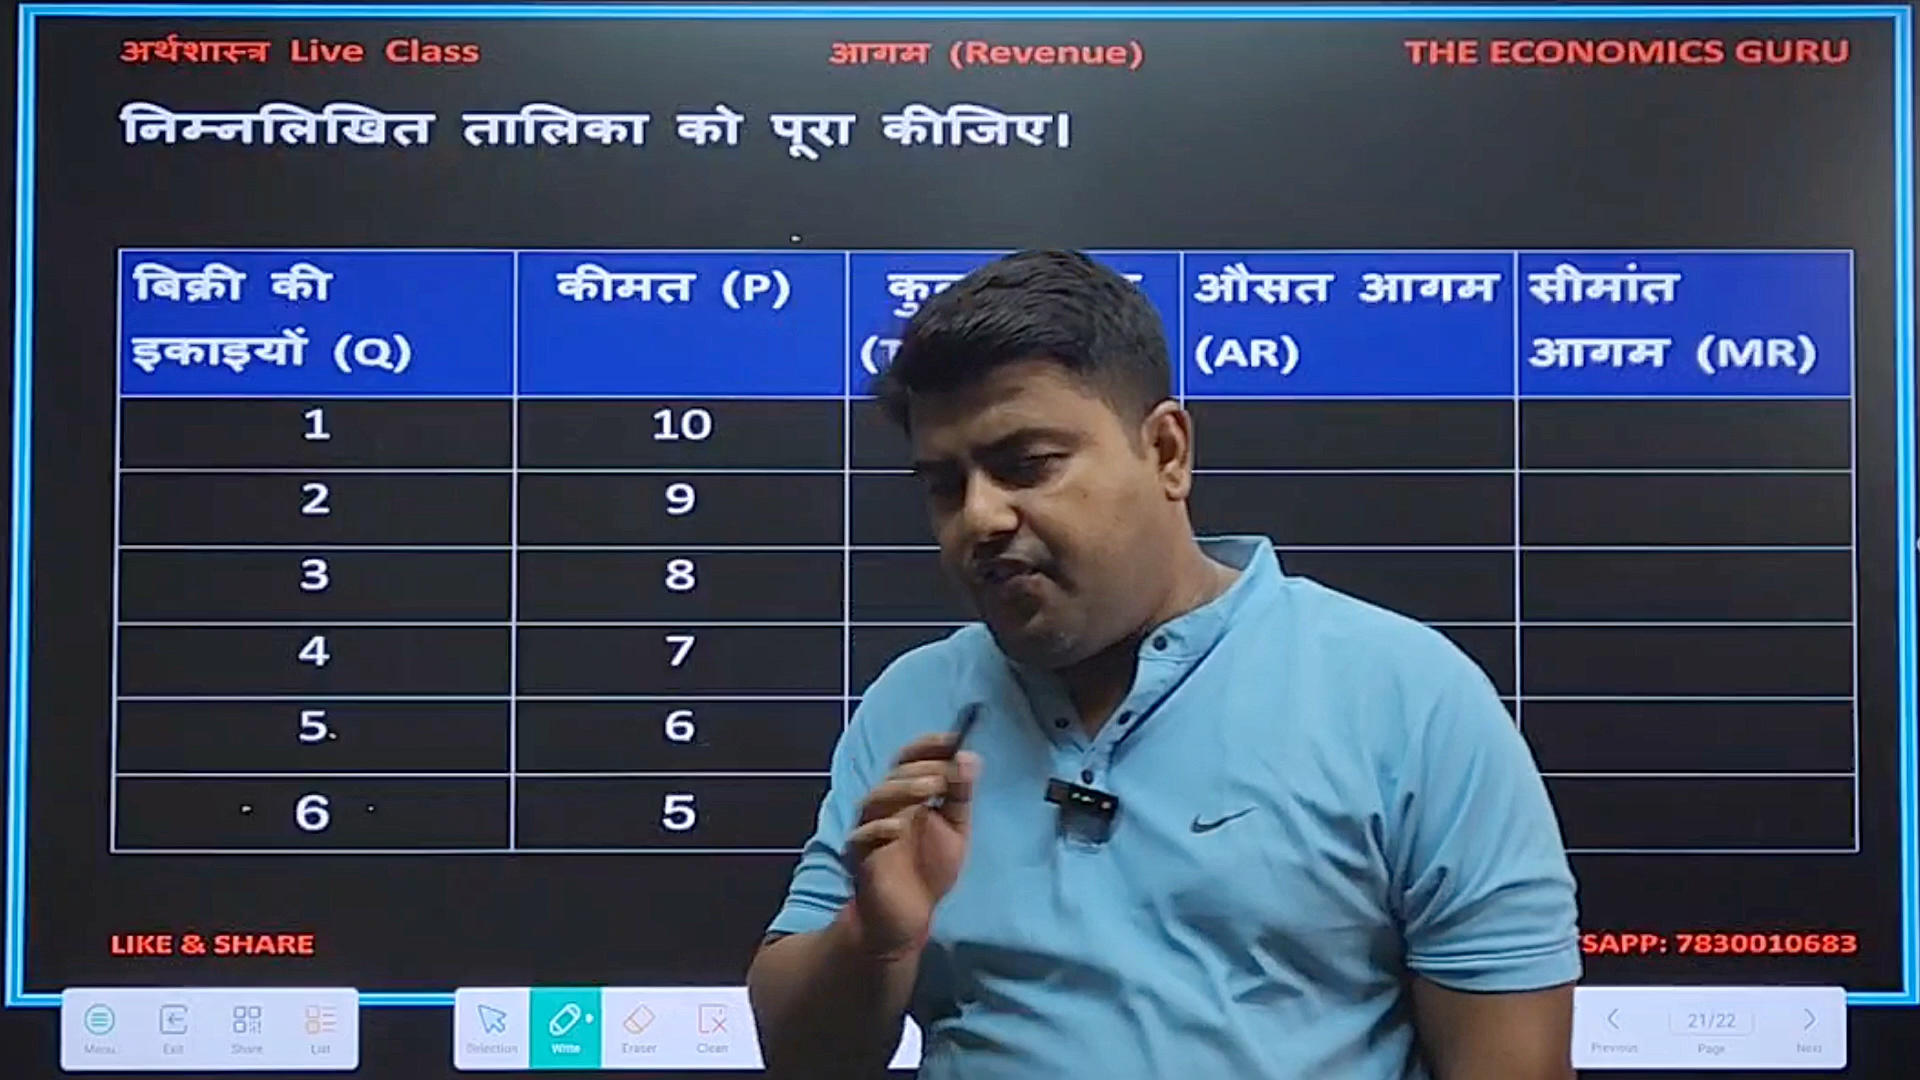 अर्थशास्त्र Live Class
आगम (Revenue)
THE ECONOMICS GURU
निम्नलिखित तालिका को पूरा कीजिए।
बिक्री की इकाइयों (Q)
कीमत (P)
औसत आगम (AR)
सीमांत आगम (MR)
1 10
2 9
3 8
4 7
5 6
6 5
LIKE & SHARE
SAPP: 7830010683
Menu Exit Share List
Selection Write Eraser Clean
21/22
Previous Page Next